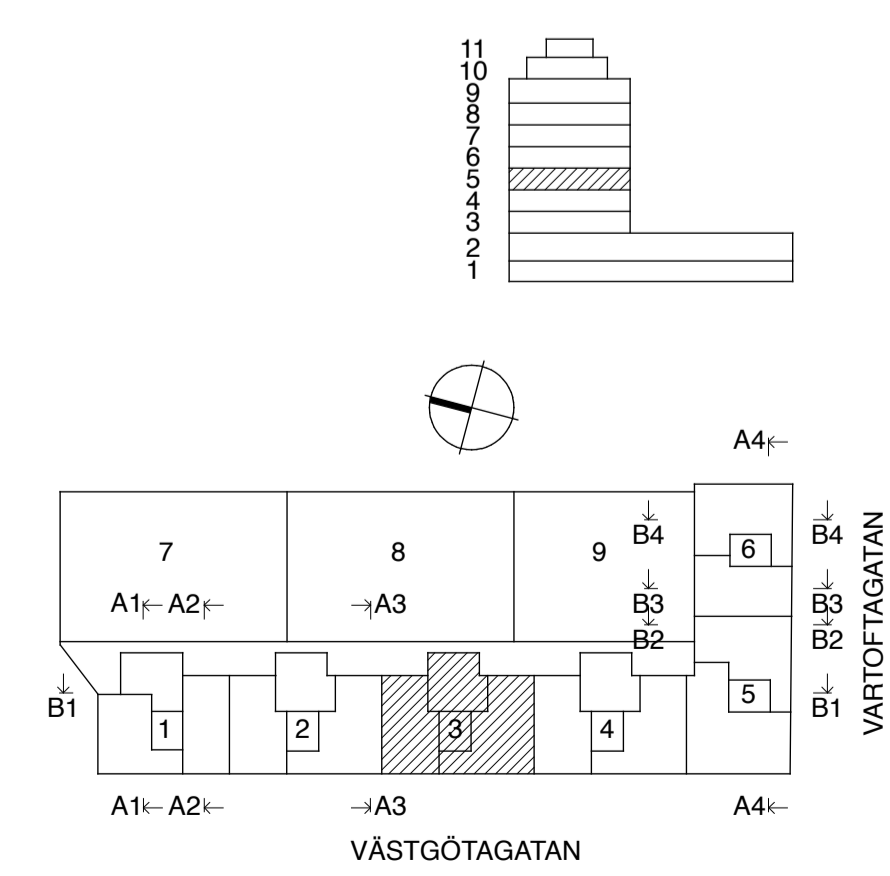 11
10
9
8
7
6
5
4
3
2
1
A4
7
8
9
B4
6
B4
A1 A2
A3
B3
B3
B2
B2
B1
1
2
3
4
5
B1
VARTOFTAGATAN
A1 A2
A3
A4
VÄSTGÖTAGATAN